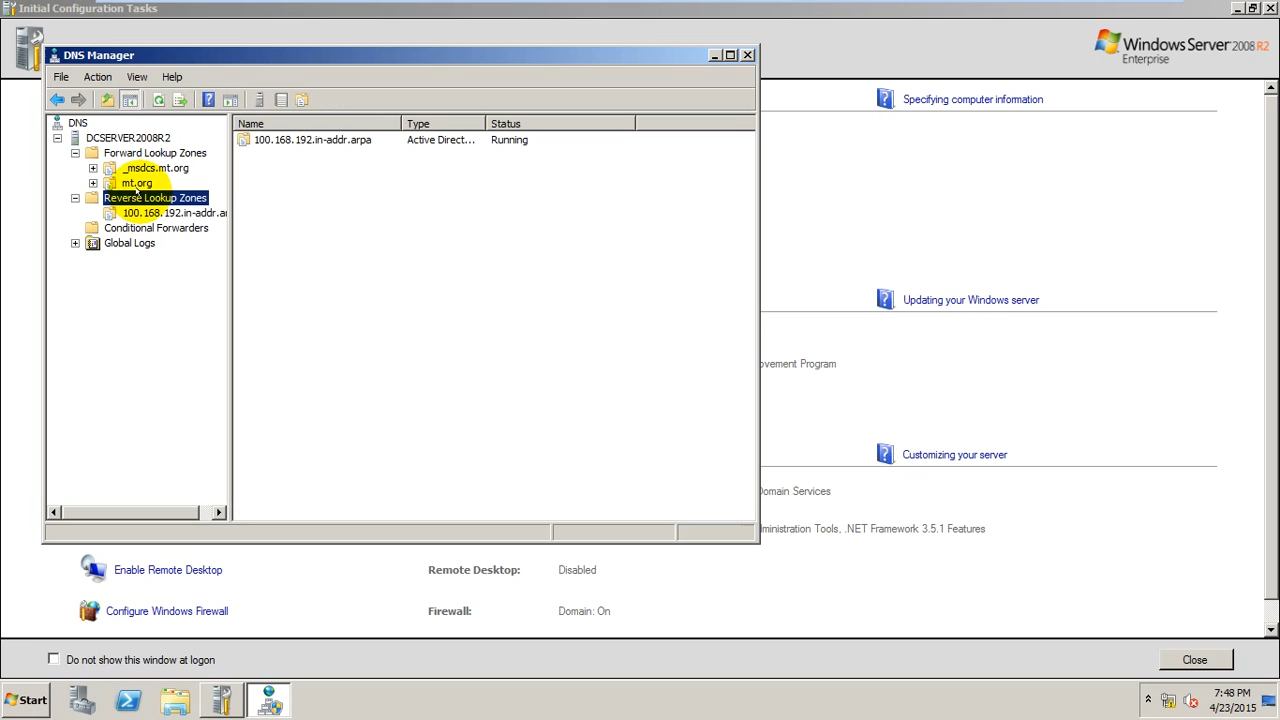 Initial Configuration Tasks
Windows Server 2008 R2
Enterprise
DNS Manager
File Action View Help
DNS
DCSERVER2008R2
Forward Lookup Zones
_msdcs.mt.org
mt.org
Reverse Lookup Zones
100.168.192.in-addr.ar
Conditional Forwarders
Global Logs
Name Type Status
100.168.192.in-addr.arpa Active Direct... Running
Specifying computer information
Updating your Windows server
ovement Program
Customizing your server
Domain Services
ministration Tools, .NET Framework 3.5.1 Features
Enable Remote Desktop Remote Desktop: Disabled
Configure Windows Firewall Firewall: Domain: On
Do not show this window at logon
Close
Start
7:48 PM
4/23/2015